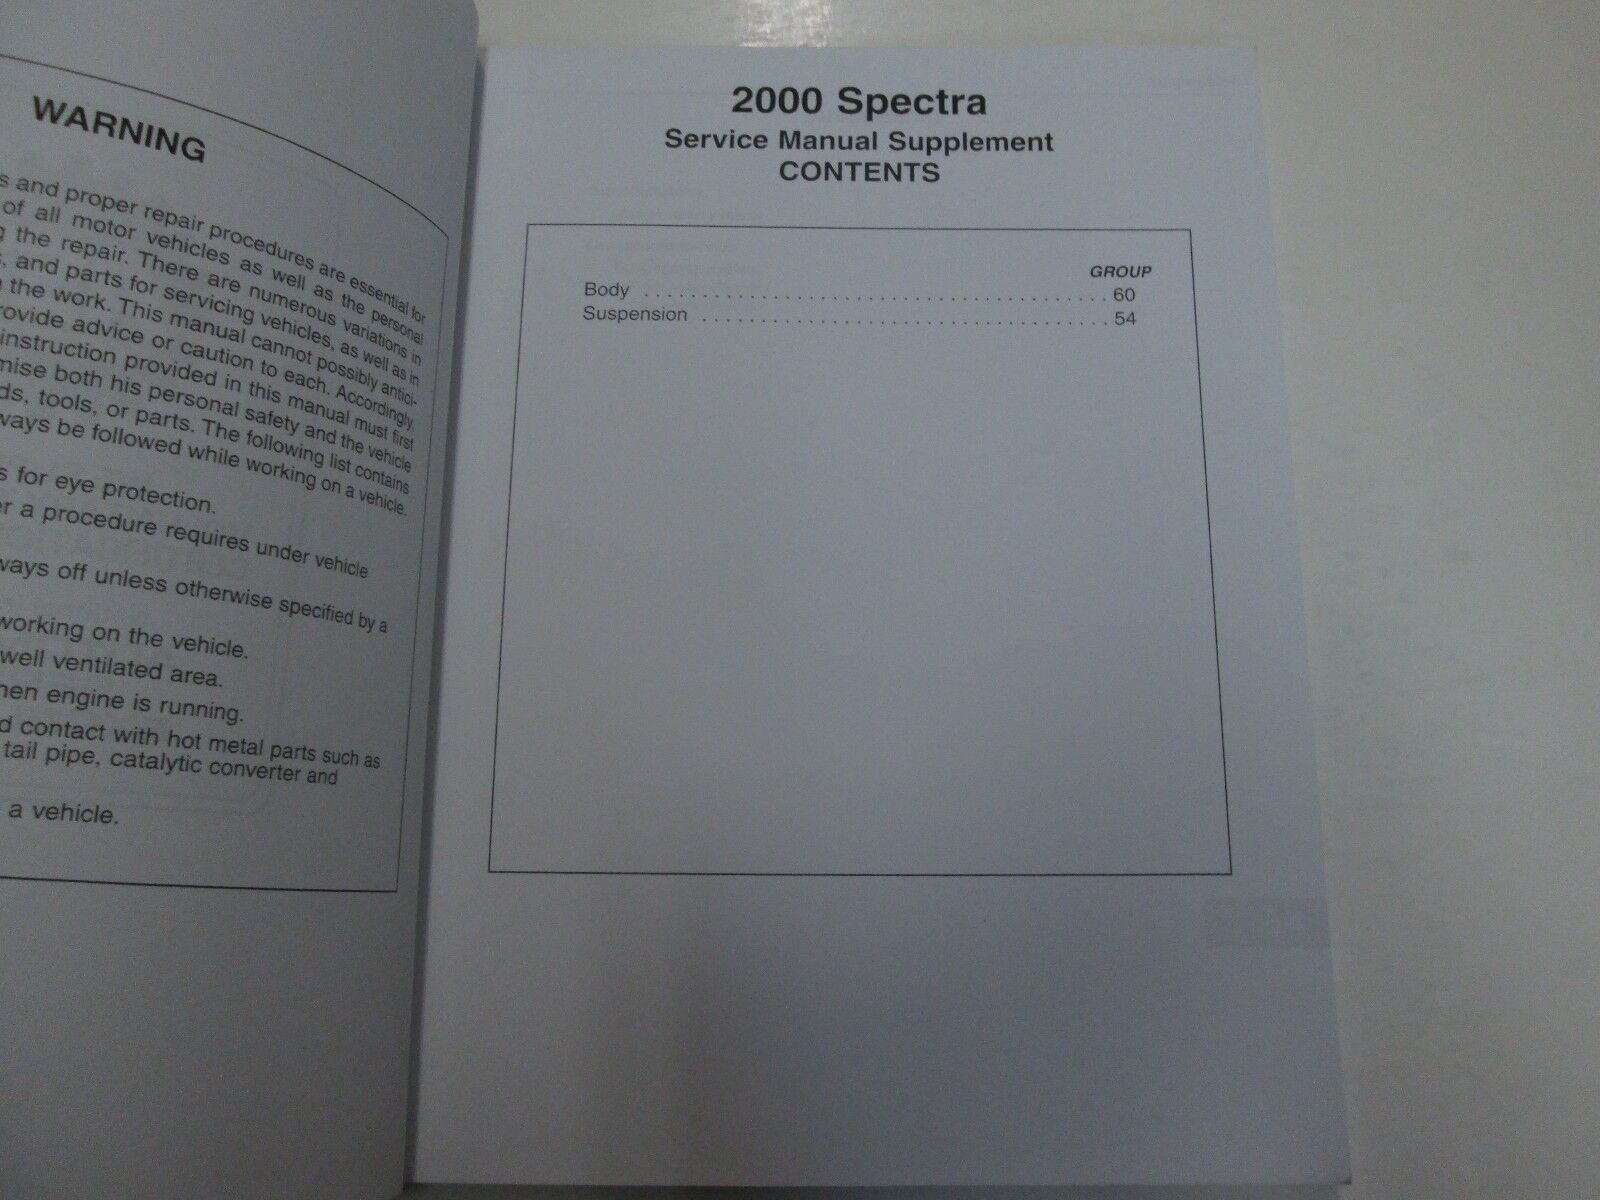 WARNING
and proper repair procedures are essential for
of all motor vehicles as well as the personal
the repair. There are numerous variations in
and parts for servicing vehicles, as well as in
the work. This manual cannot possibly antici-
advice or caution to each. Accordingly,
instruction provided in this manual must first
both his personal safety and the vehicle
tools, or parts. The following list contains
be followed while working on a vehicle.
for eye protection.
a procedure requires under vehicle
off unless otherwise specified by a
working on the vehicle.
well ventilated area.
engine is running.
contact with hot metal parts such as
tail pipe, catalytic converter and
a vehicle.
2000 Spectra
Service Manual Supplement
CONTENTS
GROUP
Body . . . . . . . . . . . . . . . . . . . . . . . . . . . . . . . . . . . . . . . 60
Suspension . . . . . . . . . . . . . . . . . . . . . . . . . . . . . . . . . . . 54